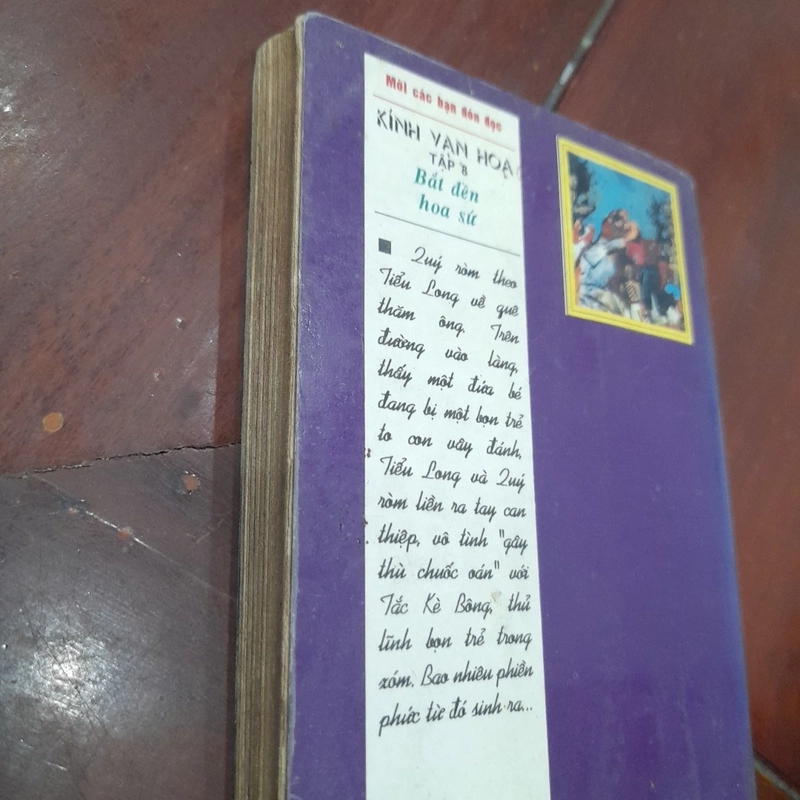 Mời các bạn đón đọc
KÍNH VẠN HOA
TẬP 8
Bắt đền
hoa sứ
Quý ròm theo
Tiểu Long về quê
thăm ông. Trên
đường vào làng,
thấy một đứa bé
đang bị một bọn trẻ
to con vây đánh,
Tiểu Long và Quý
ròm liền ra tay can
thiệp, vô tình "gây
thù chuốc oán" với
Tắc Kè Bông, thủ
lĩnh bọn trẻ trong
xóm. Bao nhiêu phiền
phức từ đó sinh ra...